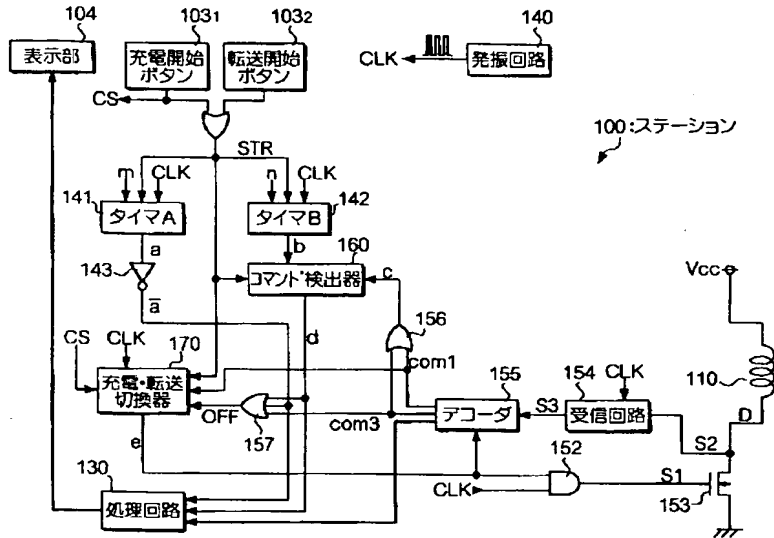 104
103₁
103₂
140
表示部
充電開始
ボタン
転送開始
ボタン
CLK
発振回路
CS
100:ステーション
STR
m
CLK
n
CLK
141
タイマA
142
タイマB
a
b
160
143
コマンド検出器
c
Vcc
a̅
156
d
CS
CLK
170
com1
155
154
CLK
110
充電・転送
切換器
OFF
157
com3
デコーダ
S3
受信回路
D
S2
e
152
130
CLK
S1
153
処理回路